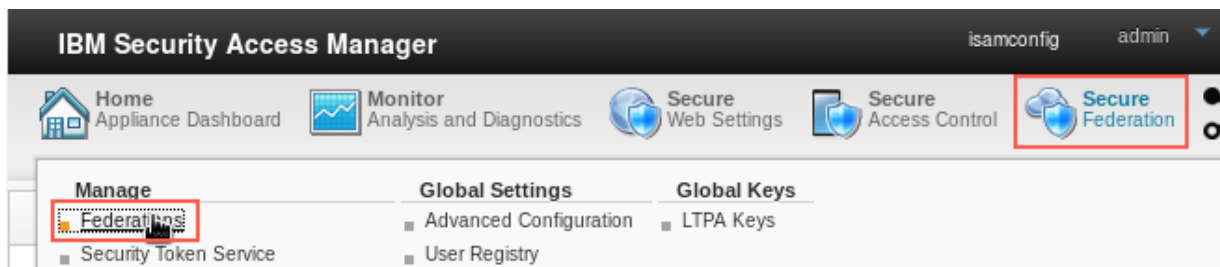 IBM Security Access Manager
isamconfig admin
Home Monitor Secure Secure Secure
Appliance Dashboard Analysis and Diagnostics Web Settings Access Control Federation
Manage Global Settings Global Keys
Federations Advanced Configuration LTPA Keys
Security Token Service User Registry